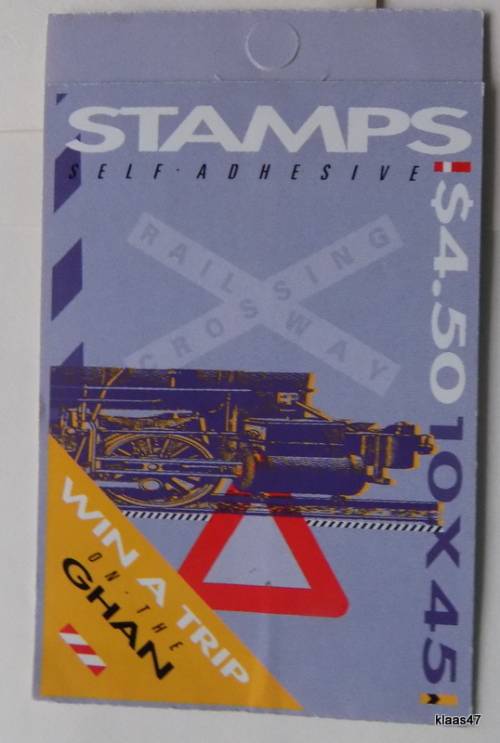 STAMPS
SELF·ADHESIVE
$4.50
10X45
RAILWAY
CROSSING
WIN A TRIP
ON·THE
GHAN
klaas47